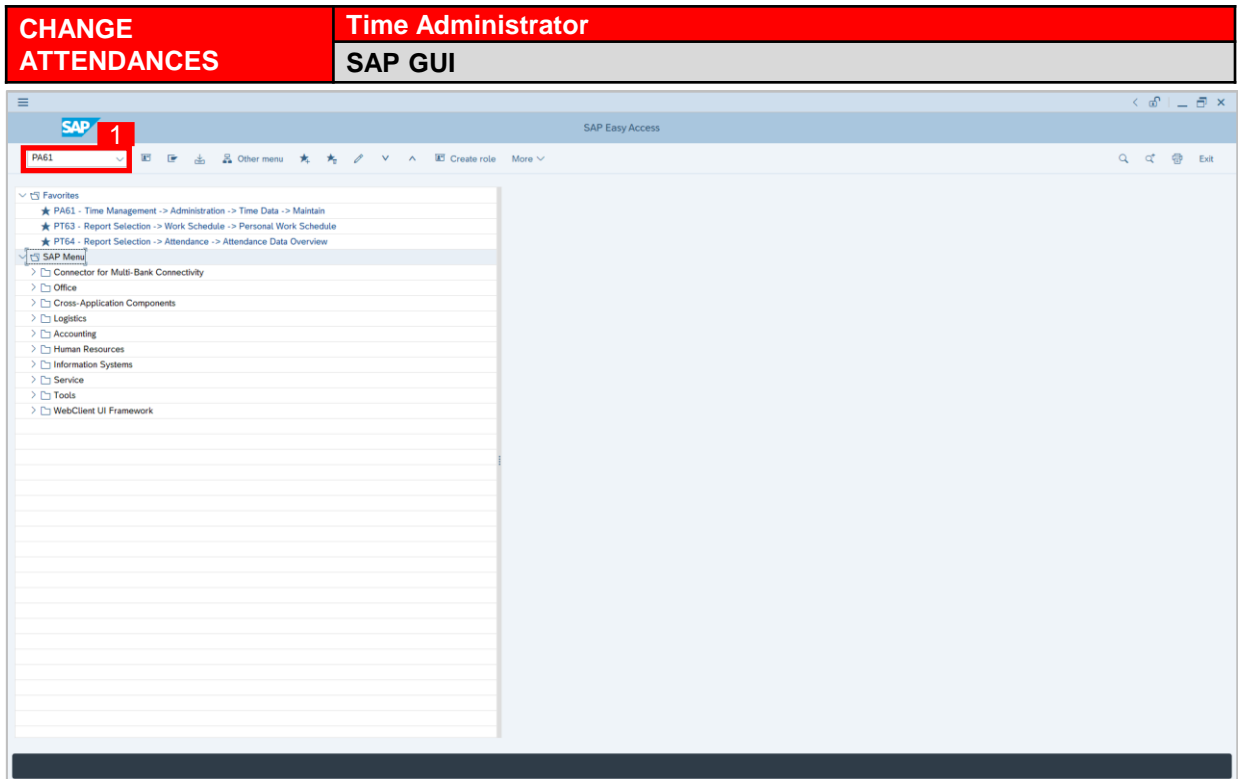 CHANGE ATTENDANCES
Time Administrator
SAP GUI
SAP
SAP Easy Access
1
PA61
Other menu
Create role
More
Exit
Favorites
PA61 - Time Management -> Administration -> Time Data -> Maintain
PT63 - Report Selection -> Work Schedule -> Personal Work Schedule
PT64 - Report Selection -> Attendance -> Attendance Data Overview
SAP Menu
Connector for Multi-Bank Connectivity
Office
Cross-Application Components
Logistics
Accounting
Human Resources
Information Systems
Service
Tools
WebClient UI Framework